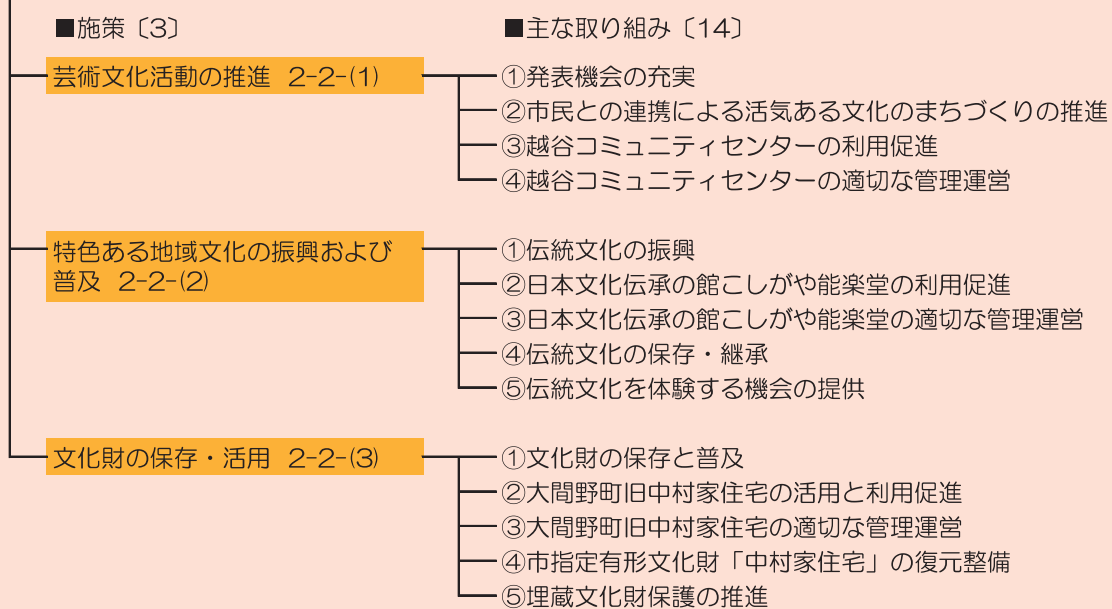 ■施策〔3〕
■主な取り組み〔14〕
芸術文化活動の推進 2-2-(1)
①発表機会の充実
②市民との連携による活気ある文化のまちづくりの推進
③越谷コミュニティセンターの利用促進
④越谷コミュニティセンターの適切な管理運営
特色ある地域文化の振興および
普及 2-2-(2)
①伝統文化の振興
②日本文化伝承の館こしがや能楽堂の利用促進
③日本文化伝承の館こしがや能楽堂の適切な管理運営
④伝統文化の保存・継承
⑤伝統文化を体験する機会の提供
文化財の保存・活用 2-2-(3)
①文化財の保存と普及
②大間野町旧中村家住宅の活用と利用促進
③大間野町旧中村家住宅の適切な管理運営
④市指定有形文化財「中村家住宅」の復元整備
⑤埋蔵文化財保護の推進